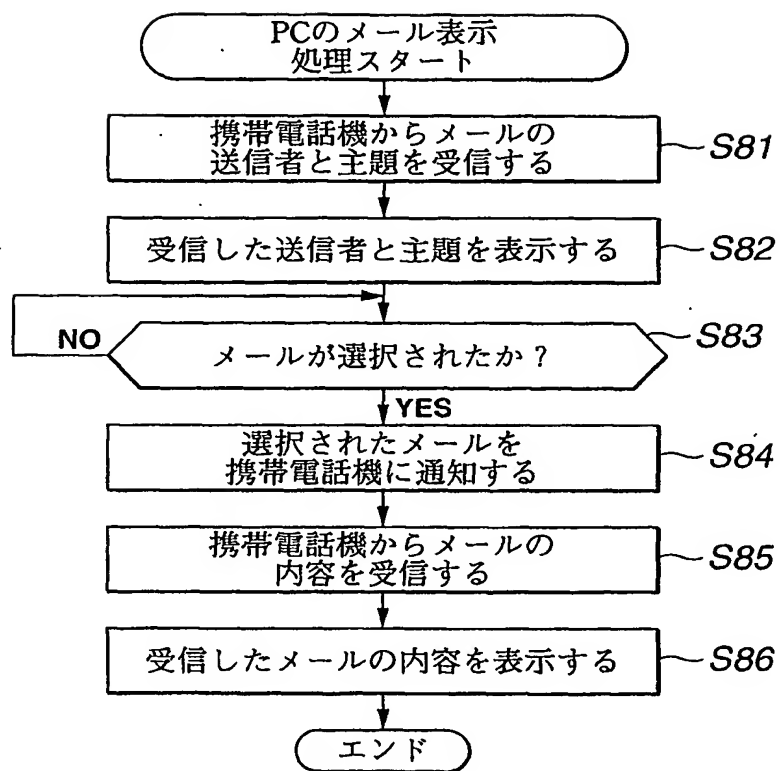 PCのメール表示
処理スタート
携帯電話機からメールの
送信者と主題を受信する
S81
受信した送信者と主題を表示する
S82
メールが選択されたか?
S83
NO
YES
選択されたメールを
携帯電話機に通知する
S84
携帯電話機からメールの
内容を受信する
S85
受信したメールの内容を表示する
S86
エンド